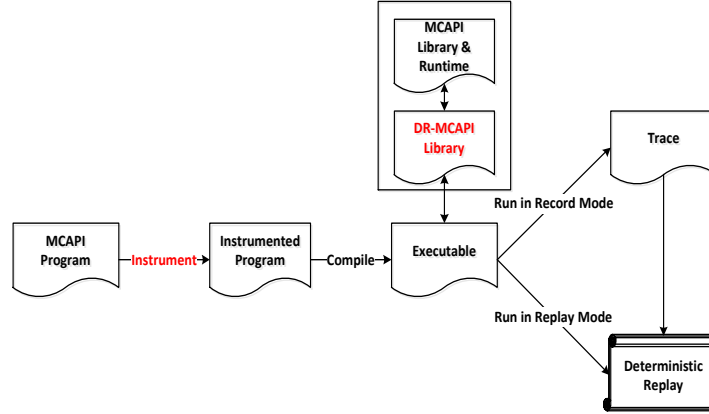 MCAPI
Library &
Runtime
DR-MCAPI
Library
Trace
Run in Record Mode
MCAPI
Program
Instrument
Instrumented
Program
Compile
Executable
Run in Replay Mode
Deterministic
Replay